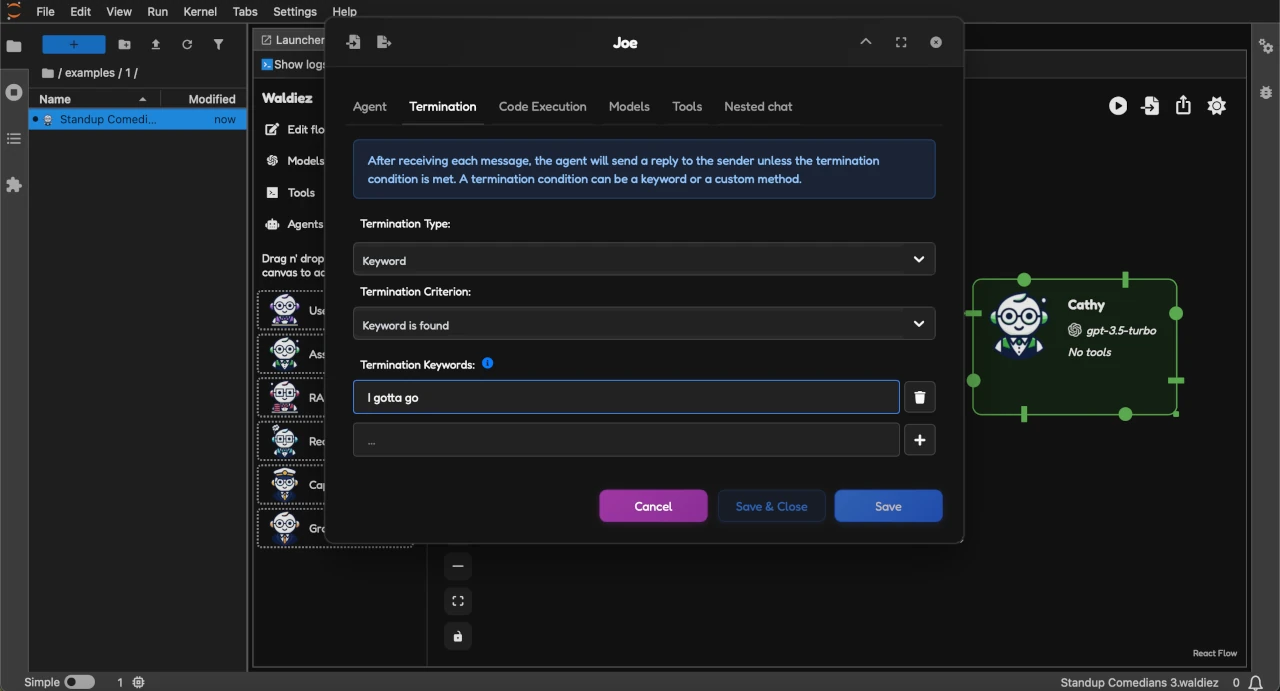 File Edit View Run Kernel Tabs Settings Help
/ examples / 1 /
Name Modified
Standup Comedi... now
Launcher
Show logs
Waldiez
Edit flo
Models
Tools
Agents
Drag n' drop
canvas to ad
Use
Ass
RA
Rea
Cap
Gro
Joe
Agent Termination Code Execution Models Tools Nested chat
After receiving each message, the agent will send a reply to the sender unless the termination
condition is met. A termination condition can be a keyword or a custom method.
Termination Type:
Keyword
Termination Criterion:
Keyword is found
Termination Keywords:
I gotta go
...
Cancel Save & Close Save
Cathy
gpt-3.5-turbo
No tools
React Flow
Simple 1 Standup Comedians 3.waldiez 0